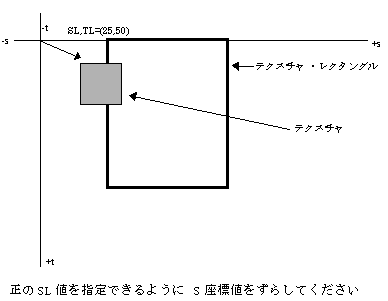 -t
SL,TL=(25,50)
-s
+s
テクスチャ・レクタングル
テクスチャ
+t
正のSL 値を指定できるように S 座標値をずらしてください